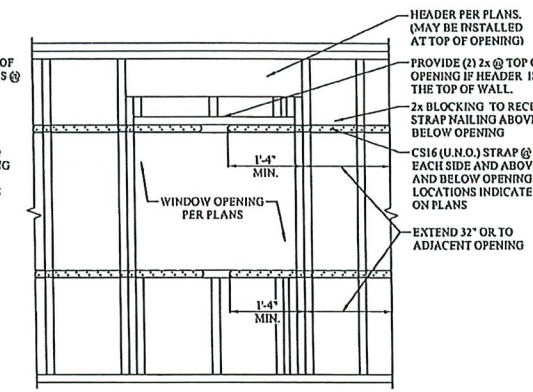 HEADER PER PLANS.
(MAY BE INSTALLED
AT TOP OF OPENING)
OF
S @
PROVIDE (2) 2x @ TOP O
OPENING IF HEADER IS
THE TOP OF WALL.
2x BLOCKING TO RECE
STRAP NAILING ABOVE
BELOW OPENING
NG
CS16 (U.N.O.) STRAP @
EACH SIDE AND ABOV
AND BELOW OPENING
LOCATIONS INDICATE
ON PLANS
1'-4"
MIN.
WINDOW OPENING
PER PLANS
EXTEND 32" OR TO
ADJACENT OPENING
1'-4"
MIN.